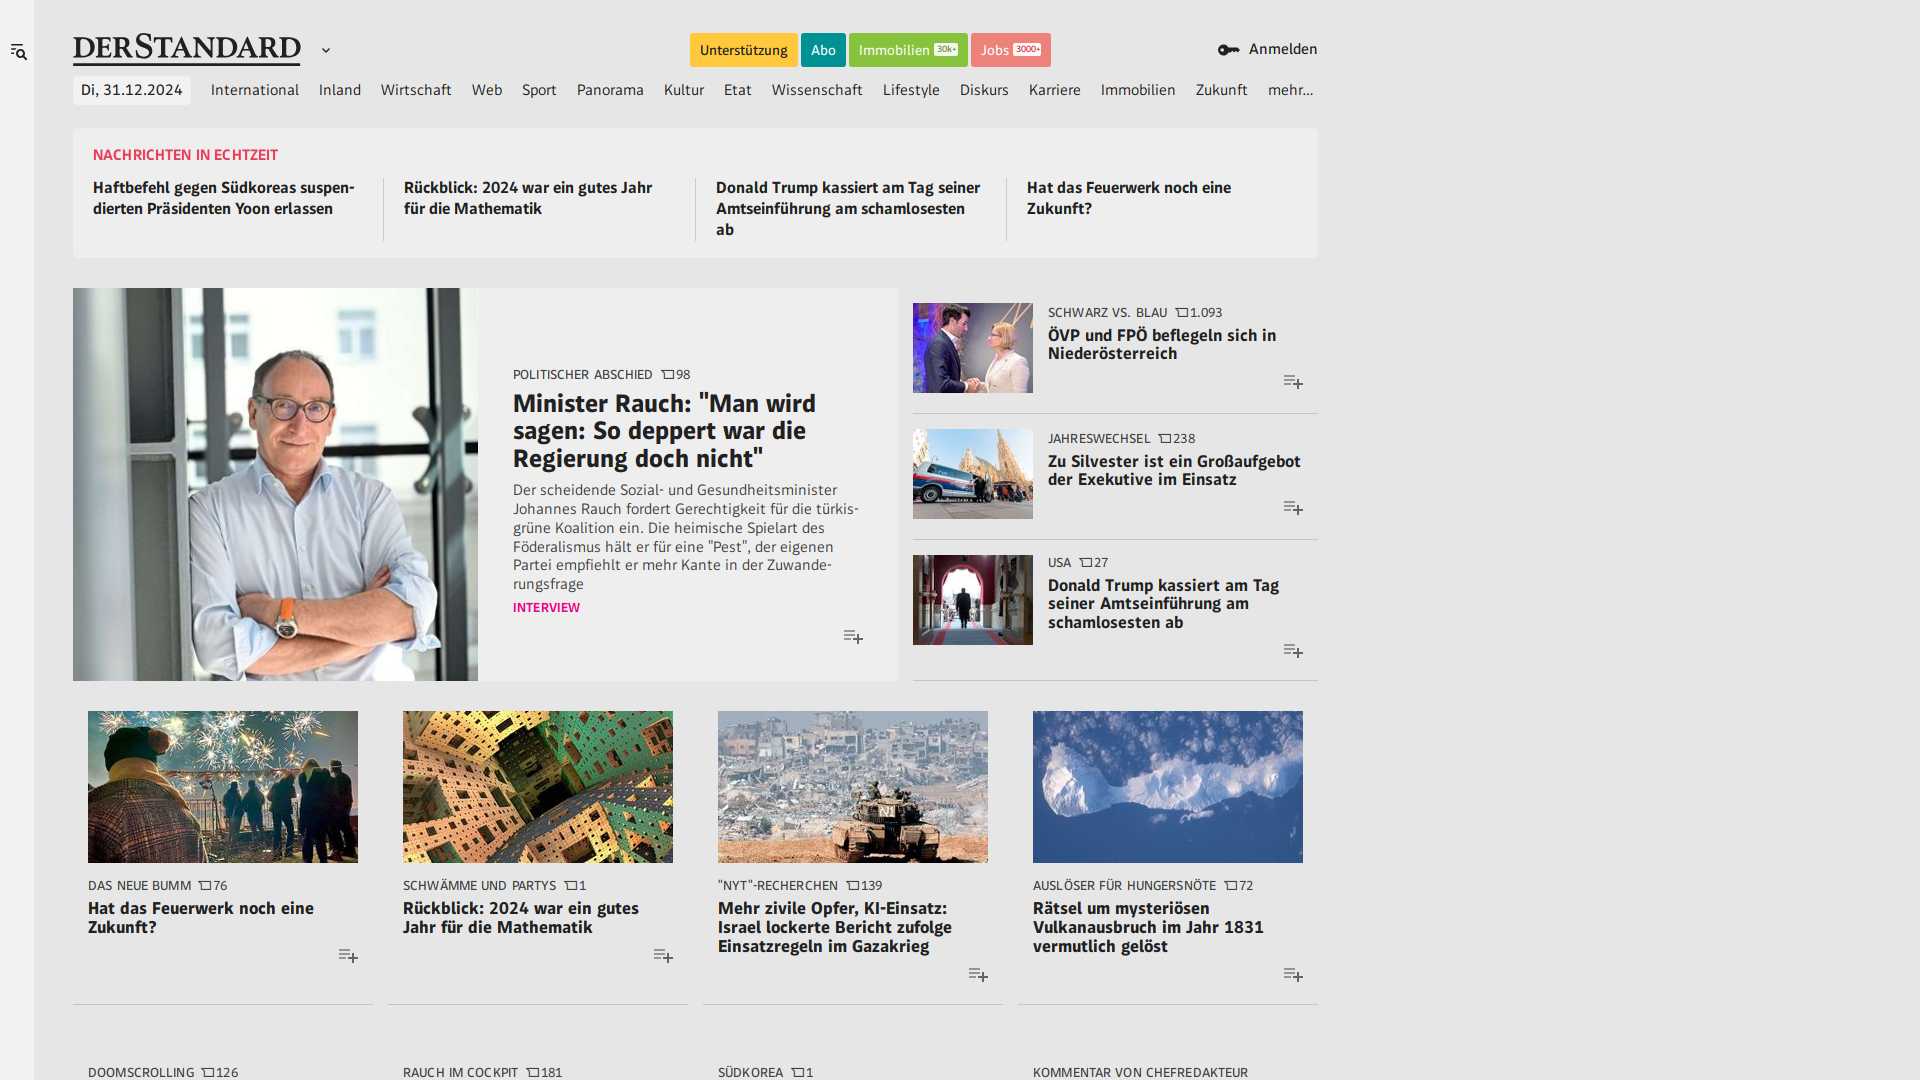 DERSTANDARD
Unterstützung Abo Immobilien 30k+ Jobs 3000+
Anmelden
Di, 31.12.2024 International Inland Wirtschaft Web Sport Panorama Kultur Etat Wissenschaft Lifestyle Diskurs Karriere Immobilien Zukunft mehr...
NACHRICHTEN IN ECHTZEIT
Haftbefehl gegen Südkoreas suspen-
dierten Präsidenten Yoon erlassen
Rückblick: 2024 war ein gutes Jahr
für die Mathematik
Donald Trump kassiert am Tag seiner
Amtseinführung am schamlosesten
ab
Hat das Feuerwerk noch eine
Zukunft?
POLITISCHER ABSCHIED 98
Minister Rauch: "Man wird
sagen: So deppert war die
Regierung doch nicht"
Der scheidende Sozial- und Gesundheitsminister
Johannes Rauch fordert Gerechtigkeit für die türkis-
grüne Koalition ein. Die heimische Spielart des
Föderalismus hält er für eine "Pest", der eigenen
Partei empfiehlt er mehr Kante in der Zuwande-
rungsfrage
INTERVIEW
SCHWARZ VS. BLAU 1.093
ÖVP und FPÖ beflegeln sich in
Niederösterreich
JAHRESWECHSEL 238
Zu Silvester ist ein Großaufgebot
der Exekutive im Einsatz
USA 27
Donald Trump kassiert am Tag
seiner Amtseinführung am
schamlosesten ab
DAS NEUE BUMM 76
Hat das Feuerwerk noch eine
Zukunft?
SCHWÄMME UND PARTYS 1
Rückblick: 2024 war ein gutes
Jahr für die Mathematik
"NYT"-RECHERCHEN 139
Mehr zivile Opfer, KI-Einsatz:
Israel lockerte Bericht zufolge
Einsatzregeln im Gazakrieg
AUSLÖSER FÜR HUNGERSNÖTE 72
Rätsel um mysteriösen
Vulkanausbruch im Jahr 1831
vermutlich gelöst
DOOMSCROLLING 126
RAUCH IM COCKPIT 181
SÜDKOREA 1
KOMMENTAR VON CHEFREDAKTEUR